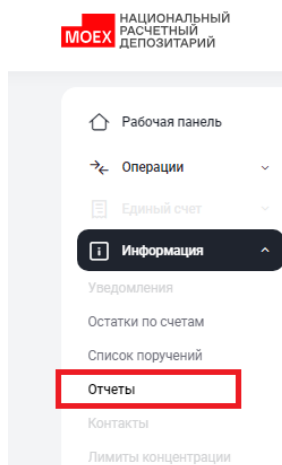 НАЦИОНАЛЬНЫЙ
MOEX РАСЧЕТНЫЙ
ДЕПОЗИТАРИЙ
Рабочая панель
Операции
Единый счет
Информация
Уведомления
Остатки по счетам
Список поручений
Отчеты
Контакты
Лимиты концентрации